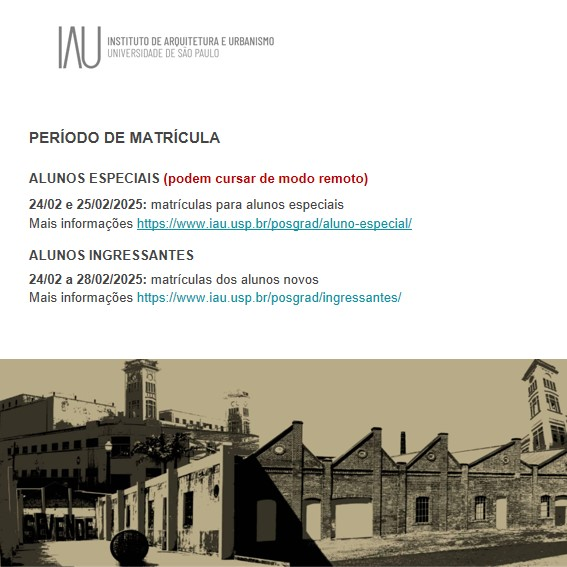 IAU
INSTITUTO DE ARQUITETURA E URBANISMO
UNIVERSIDADE DE SÃO PAULO
PERÍODO DE MATRÍCULA
ALUNOS ESPECIAIS (podem cursar de modo remoto)
24/02 e 25/02/2025: matrículas para alunos especiais
Mais informações https://www.iau.usp.br/posgrad/aluno-especial/
ALUNOS INGRESSANTES
24/02 a 28/02/2025: matrículas dos alunos novos
Mais informações https://www.iau.usp.br/posgrad/ingressantes/